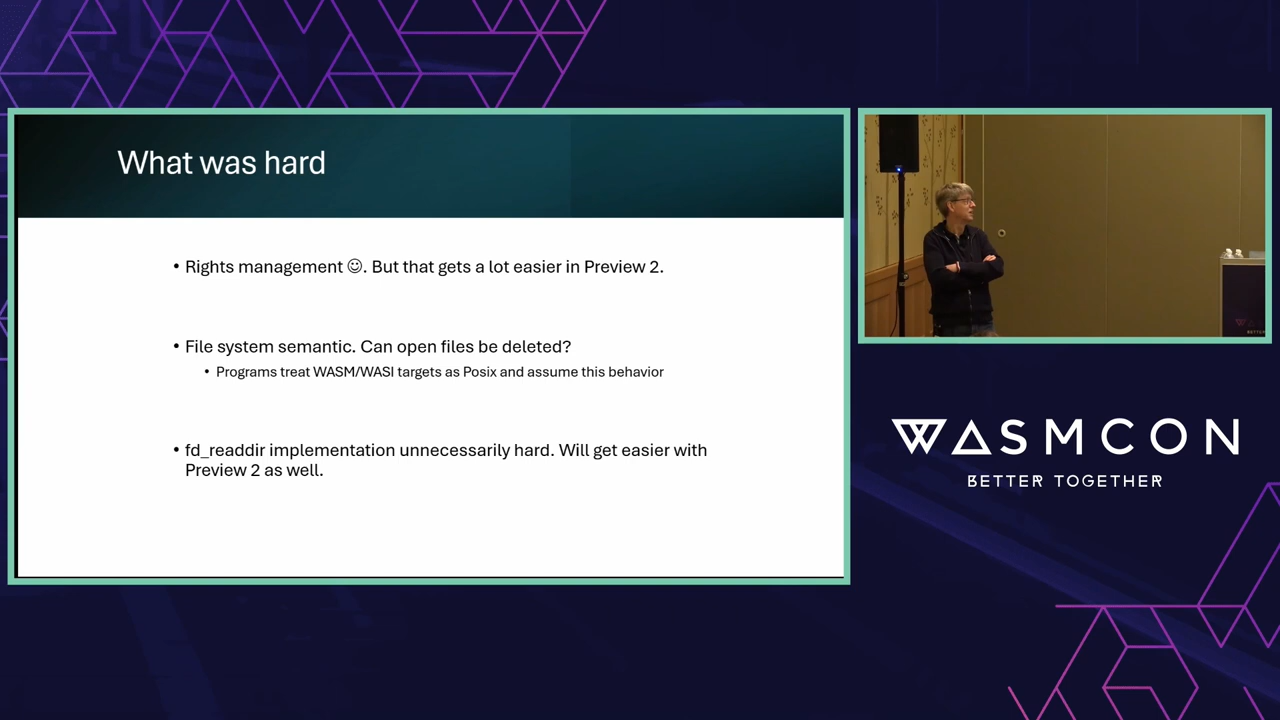 What was hard
• Rights management ☺. But that gets a lot easier in Preview 2.
• File system semantic. Can open files be deleted?
• Programs treat WASM/WASI targets as Posix and assume this behavior
• fd_readdir implementation unnecessarily hard. Will get easier with
Preview 2 as well.
WASMCON
BETTER TOGETHER